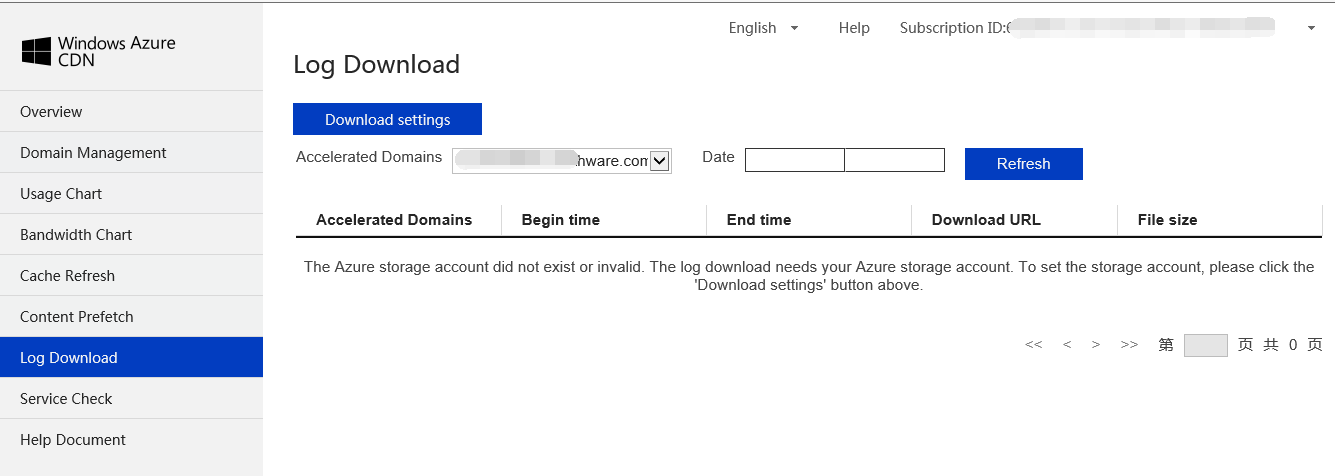 English Help Subscription ID:
Windows Azure
CDN
Log Download
Download settings
Overview
Domain Management
Usage Chart
Bandwidth Chart
Cache Refresh
Content Prefetch
Log Download
Service Check
Help Document
Accelerated Domains hware.com Date Refresh
Accelerated Domains Begin time End time Download URL File size
The Azure storage account did not exist or invalid. The log download needs your Azure storage account. To set the storage account, please click the
'Download settings' button above.
<< < > >> 第 页 共 0 页